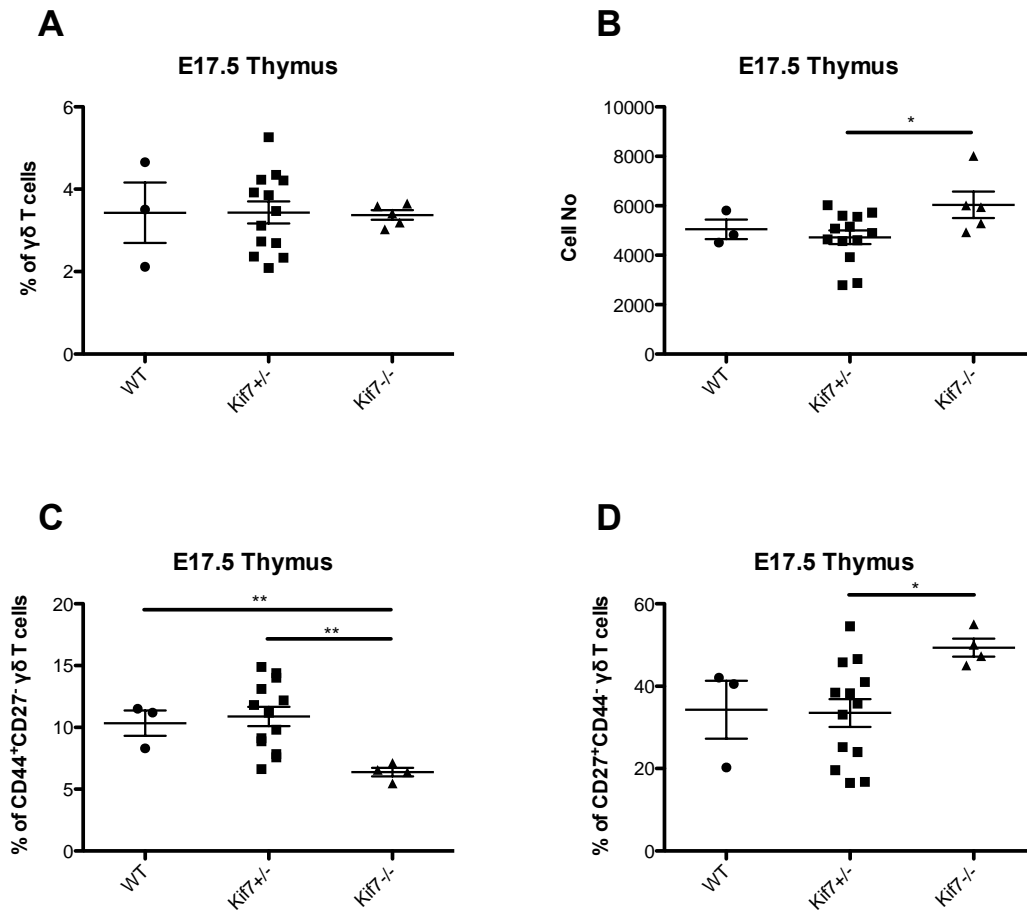 A
E17.5 Thymus
% of γδ T cells
6
4
2
0
WT
Kif7+/-
Kif7-/-
B
E17.5 Thymus
Cell No
10000
8000
6000
4000
2000
0
*
WT
Kif7+/-
Kif7-/-
C
E17.5 Thymus
% of CD44⁺CD27⁻ γδ T cells
20
15
10
5
0
**
**
WT
Kif7+/-
Kif7-/-
D
E17.5 Thymus
% of CD27⁺CD44⁻ γδ T cells
60
40
20
0
*
WT
Kif7+/-
Kif7-/-